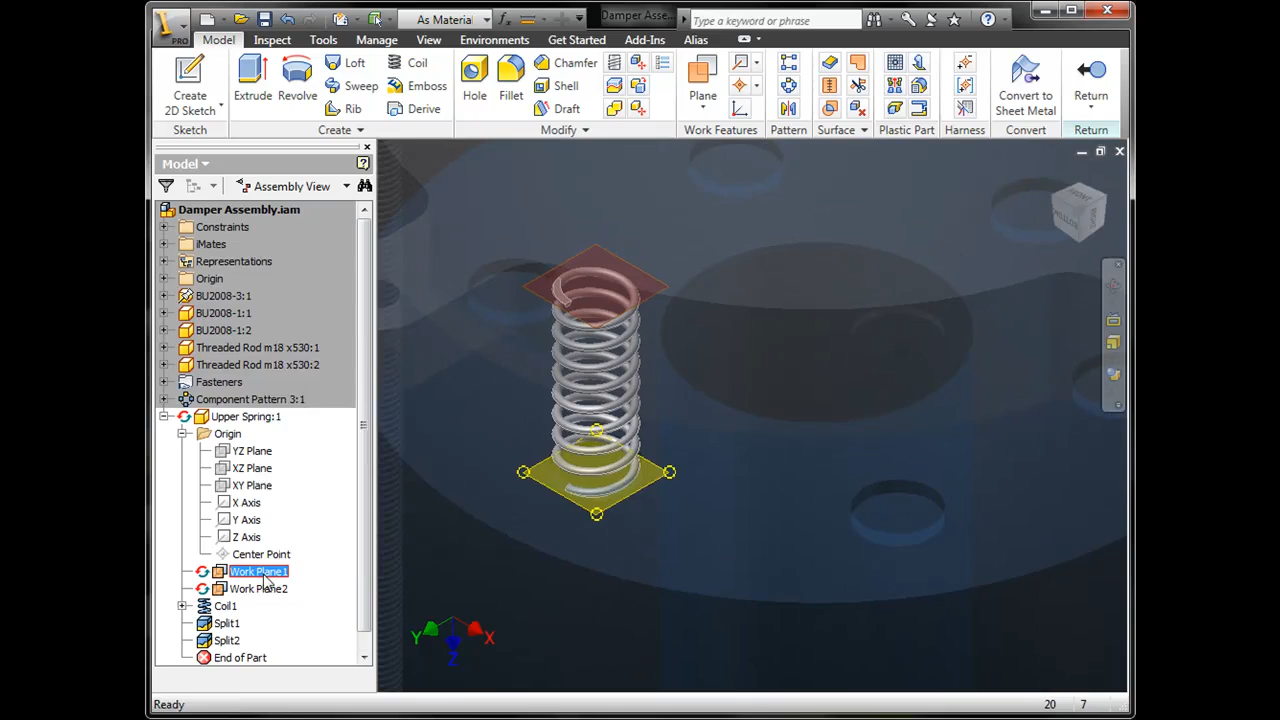 As Material
fx
Damper Asse...
Type a keyword or phrase
PRO
Model
Inspect
Tools
Manage
View
Environments
Get Started
Add-Ins
Alias
Create
2D Sketch
Extrude
Revolve
Loft
Sweep
Rib
Coil
Emboss
Derive
Hole
Fillet
Chamfer
Shell
Draft
Plane
Convert to
Sheet Metal
Return
Sketch
Create
Modify
Work Features
Pattern
Surface
Plastic Part
Harness
Convert
Return
Model
Assembly View
Damper Assembly.iam
Constraints
iMates
Representations
Origin
BU2008-3:1
BU2008-1:1
BU2008-1:2
Threaded Rod m18 x530:1
Threaded Rod m18 x530:2
Fasteners
Component Pattern 3:1
Upper Spring:1
Origin
YZ Plane
XZ Plane
XY Plane
X Axis
Y Axis
Z Axis
Center Point
Work Plane1
Work Plane2
Coil1
Split1
Split2
End of Part
FRONT
BOTTOM
Y
X
Z
Ready
20
7